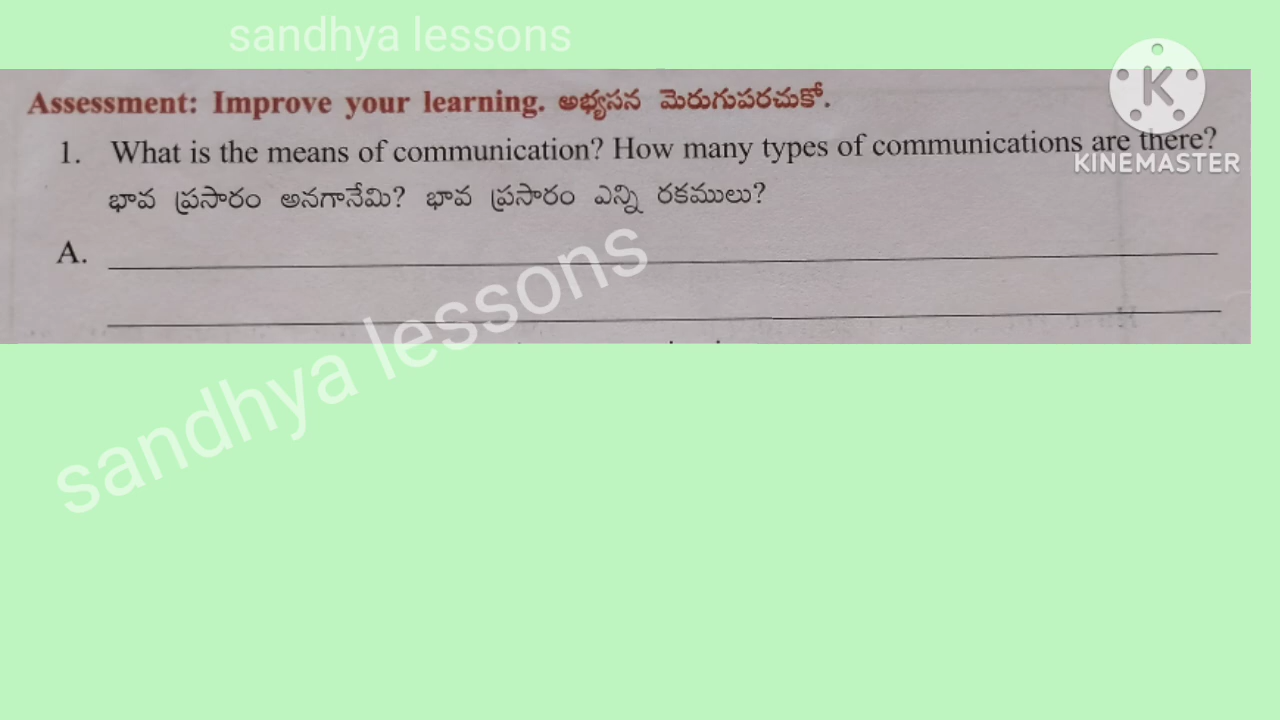 sandhya lessons
Assessment: Improve your learning. అభ్యసన మెరుగుపరచుకో.
1. What is the means of communication? How many types of communications are there?
KINEMASTER
భావ ప్రసారం అనగానేమి? భావ ప్రసారం ఎన్ని రకములు?
A.
sandhya lessons